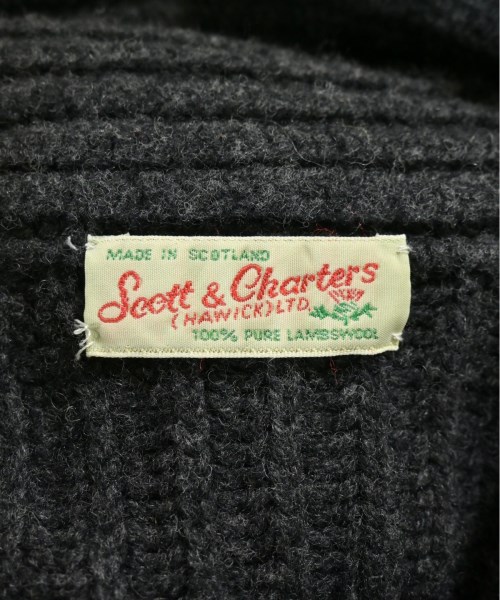 MADE IN SCOTLAND
Scott & Charters
(HAWICK) LTD.
100% PURE LAMBSWOOL